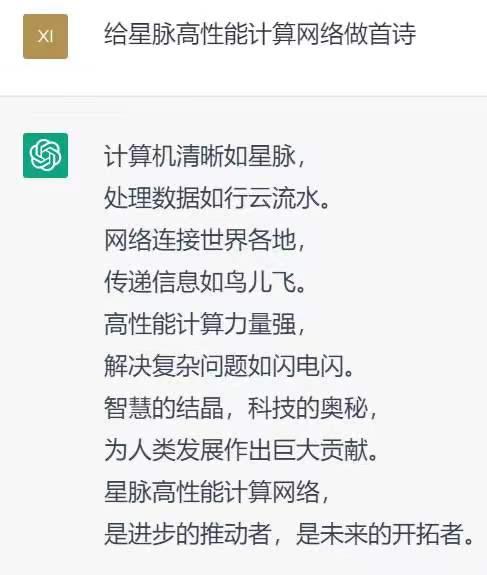 XI
给星脉高性能计算网络做首诗
计算机清晰如星脉，
处理数据如行云流水。
网络连接世界各地，
传递信息如鸟儿飞。
高性能计算力量强，
解决复杂问题如闪电闪。
智慧的结晶，科技的奥秘，
为人类发展作出巨大贡献。
星脉高性能计算网络，
是进步的推动者，是未来的开拓者。